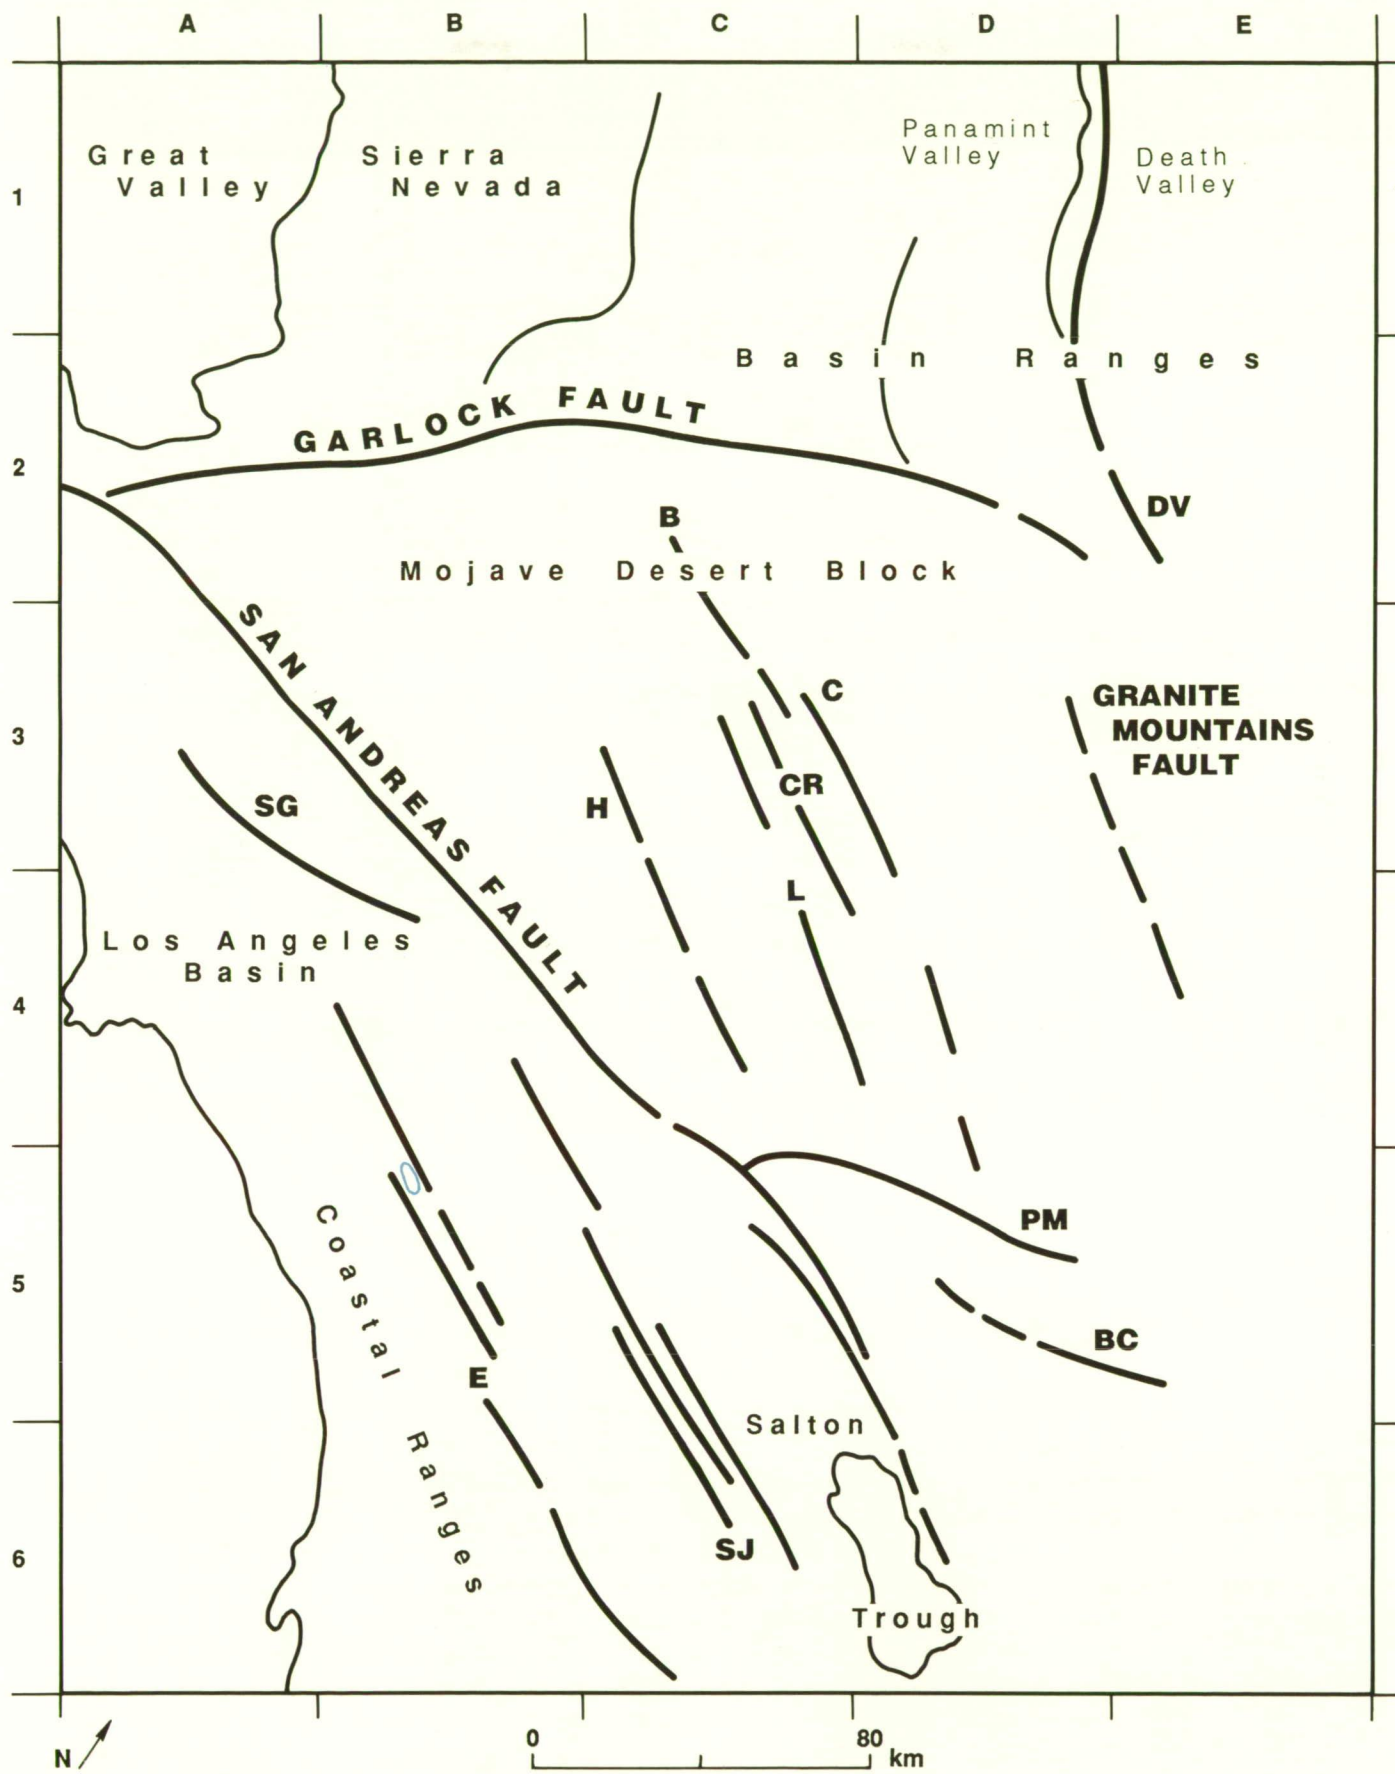 A B C D E
Great
Valley
Sierra
Nevada
Panamint
Valley
Death
Valley
1
Basin Ranges
GARLOCK FAULT
2
DV
B
Mojave Desert Block
SAN ANDREAS FAULT
C
GRANITE
MOUNTAINS
FAULT
3
CR
SG
H
L
Los Angeles
Basin
4
PM
Coastal Ranges
5
BC
E
Salton
SJ
6
Trough
N
0 80 km